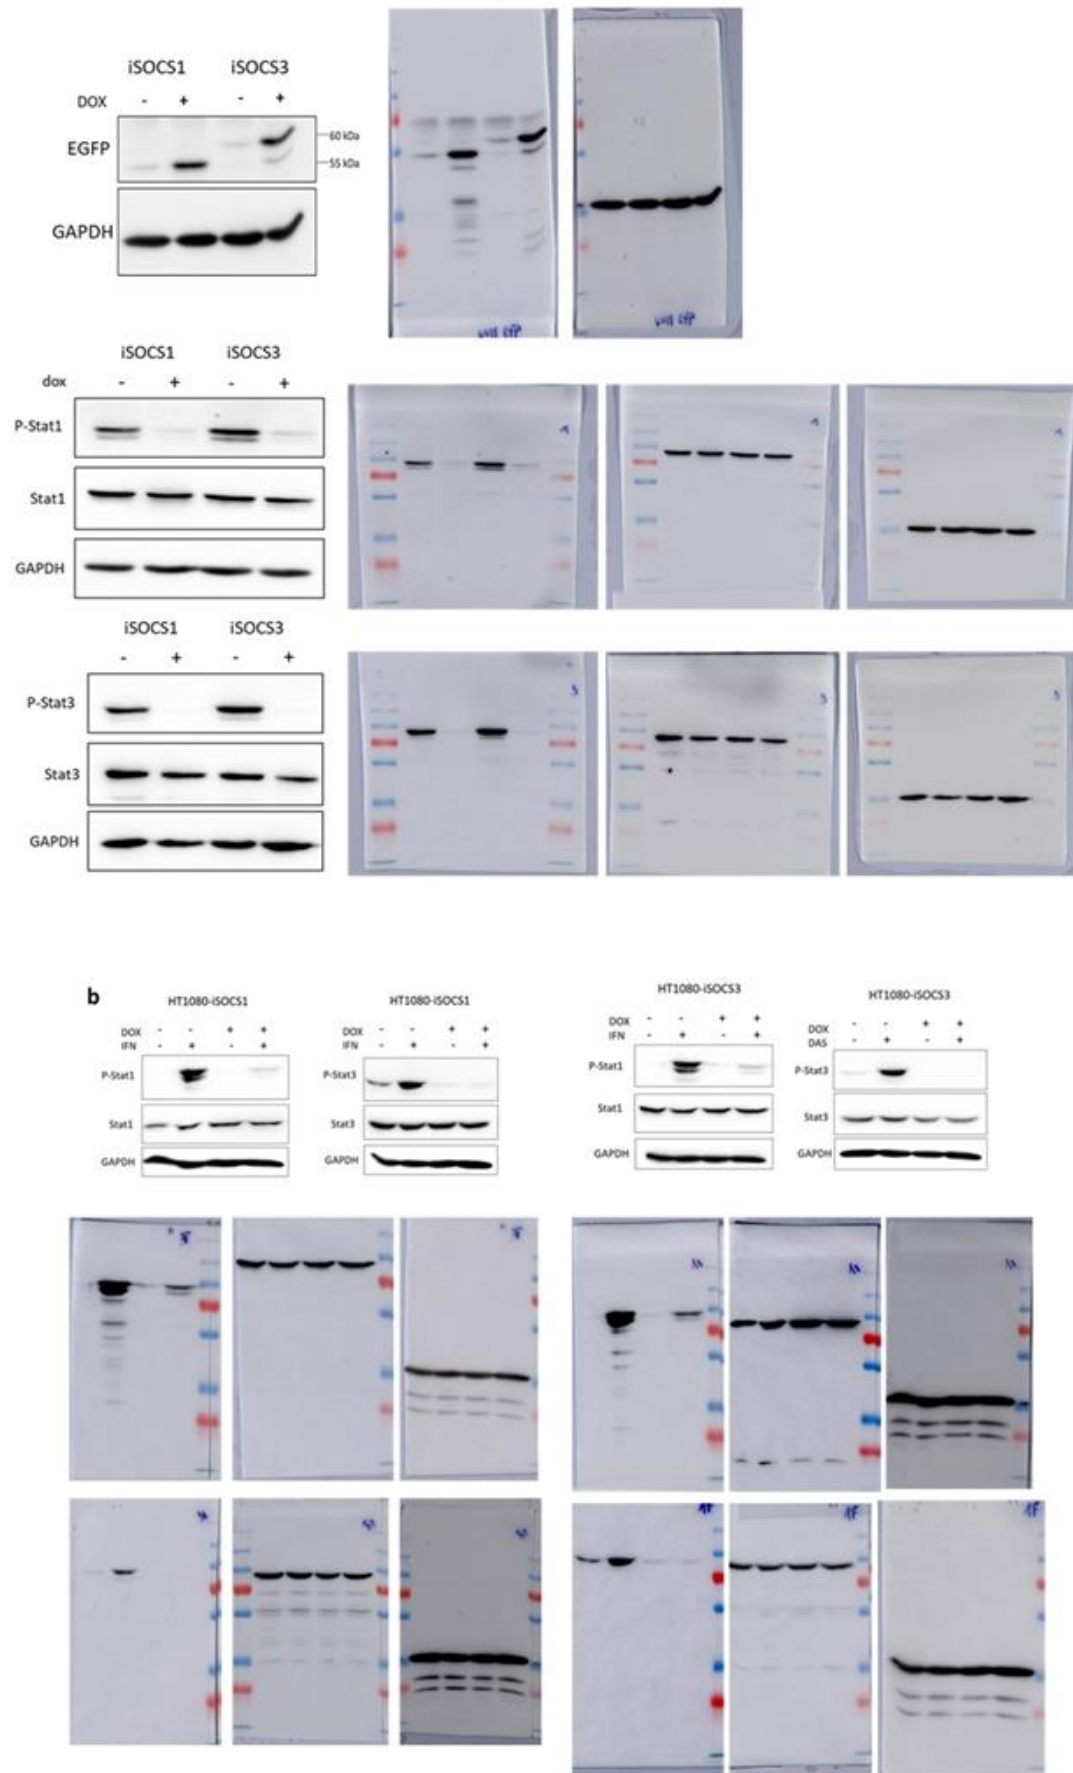 iSOCS1 iSOCS3
DOX - + - +
EGFP
60 kDa
55 kDa
GAPDH
iSOCS1 iSOCS3
dox - + - +
P-Stat1
Stat1
GAPDH
iSOCS1 iSOCS3
- + - +
P-Stat3
Stat3
GAPDH
b
HT1080-iSOCS1
DOX - - + +
IFN - + - +
P-Stat1
Stat1
GAPDH
HT1080-iSOCS1
DOX - - + +
IFN - + - +
P-Stat3
Stat3
GAPDH
HT1080-iSOCS3
DOX - - + +
IFN - + - +
P-Stat1
Stat1
GAPDH
HT1080-iSOCS3
DOX - - + +
DAS - + - +
P-Stat3
Stat3
GAPDH